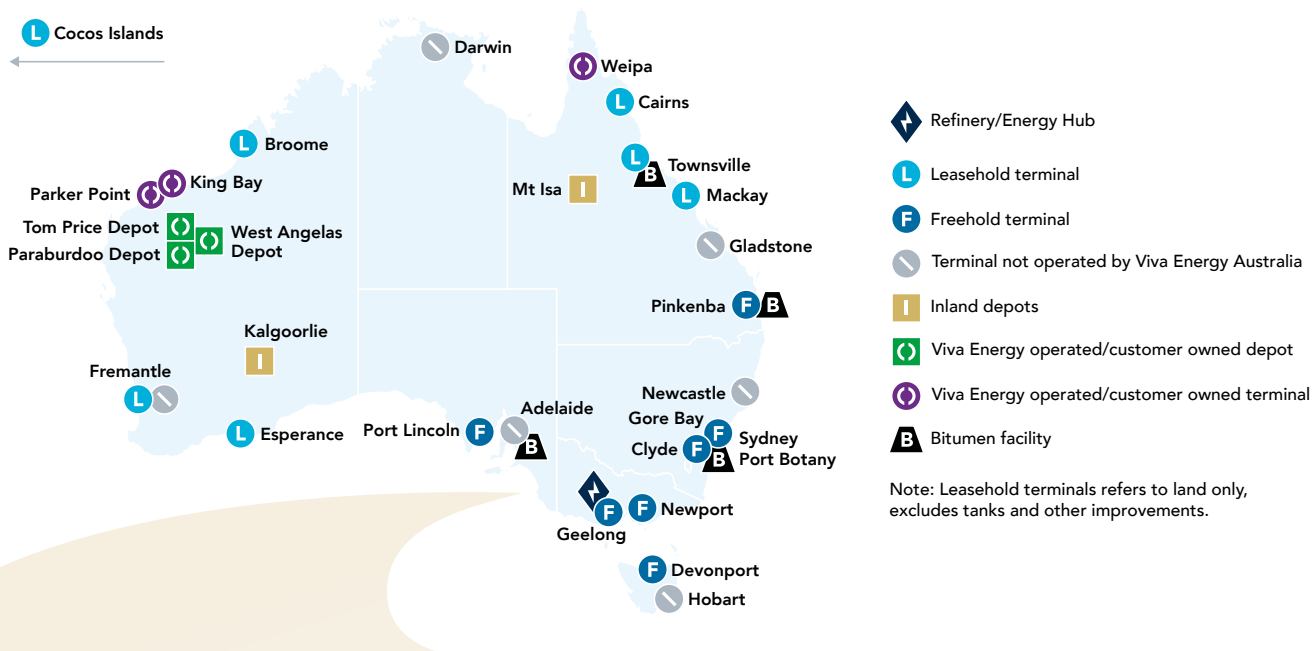 L Cocos Islands
Darwin
Weipa
L Cairns
L Broome
L Townsville
B
King Bay
Parker Point
Mt Isa I
L Mackay
Tom Price Depot
West Angelas
Depot
Paraburdoo Depot
Gladstone
Pinkenba F B
Kalgoorlie
I
Fremantle
L
Newcastle
Adelaide
Gore Bay
F
L Esperance
Port Lincoln F
B
Clyde F
B
Sydney
Port Botany
F Newport
F
Geelong
F Devonport
Hobart
Refinery/Energy Hub
L Leasehold terminal
F Freehold terminal
Terminal not operated by Viva Energy Australia
I Inland depots
Viva Energy operated/customer owned depot
Viva Energy operated/customer owned terminal
B Bitumen facility
Note: Leasehold terminals refers to land only,
excludes tanks and other improvements.